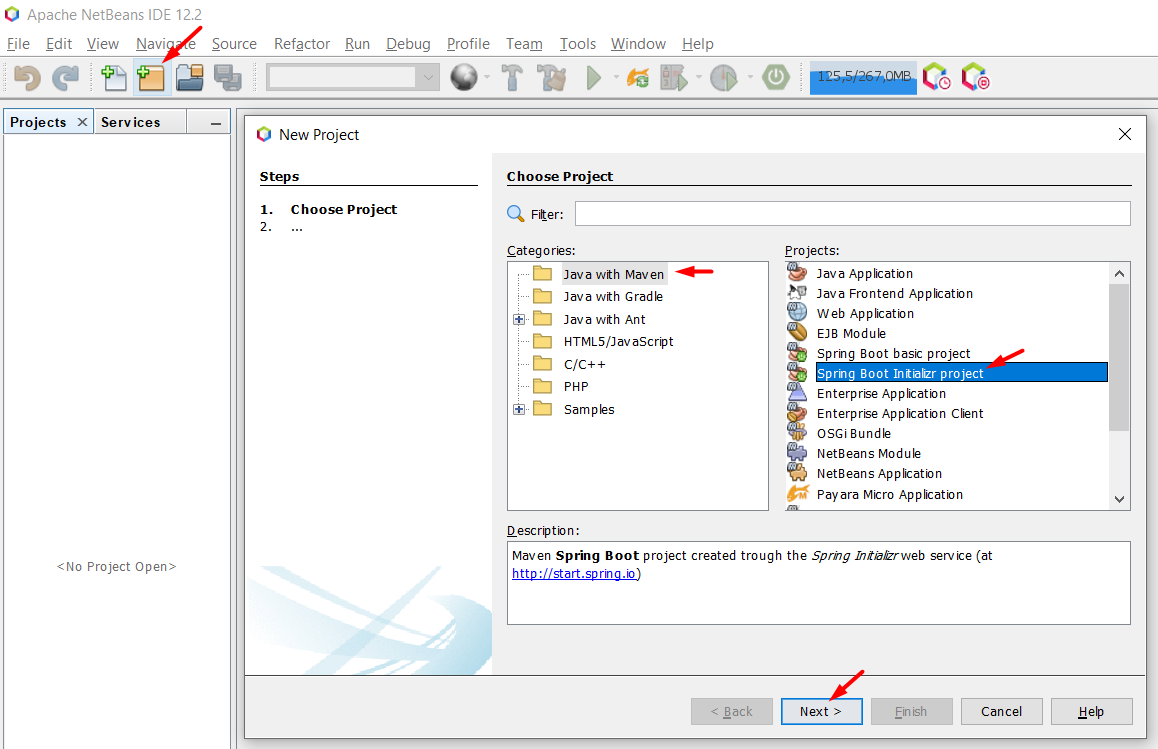 Apache NetBeans IDE 12.2
File Edit View Navigate Source Refactor Run Debug Profile Team Tools Window Help
125,5/267,0MB
Projects Services
<No Project Open>
New Project
Steps
1. Choose Project
2. ...
Choose Project
Filter:
Categories:
Java with Maven
Java with Gradle
Java with Ant
HTML5/JavaScript
C/C++
PHP
Samples
Projects:
Java Application
Java Frontend Application
Web Application
EJB Module
Spring Boot basic project
Spring Boot Initializr project
Enterprise Application
Enterprise Application Client
OSGi Bundle
NetBeans Module
NetBeans Application
Payara Micro Application
Description:
Maven Spring Boot project created trough the Spring Initializr web service (at
http://start.spring.io)
< Back Next > Finish Cancel Help